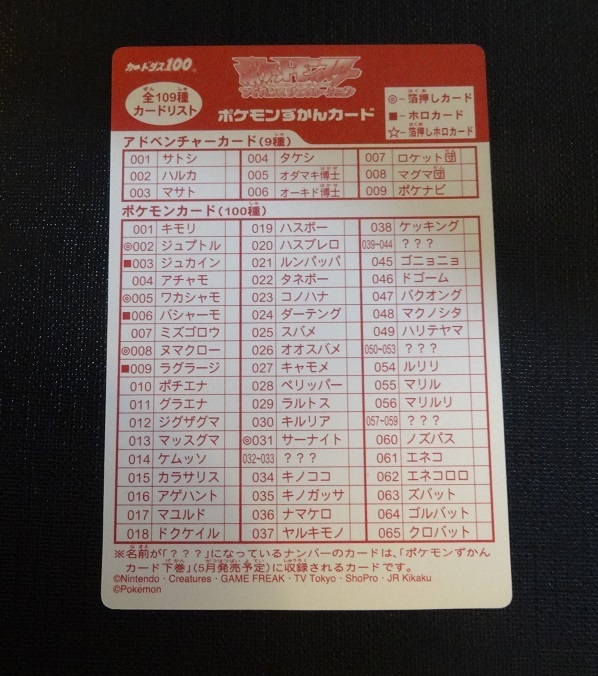 カードダス100
ポケットモンスター
アドバンスジェネレーション
全109種
カードリスト
ポケモンずかんカード
◎-箔押しカード
■-ホロカード
☆-箔押しホロカード
アドベンチャーカード(9種)
001 サトシ 004 タケシ 007 ロケット団
002 ハルカ 005 オダマキ博士 008 マグマ団
003 マサト 006 オーキド博士 009 ポケナビ
ポケモンカード(100種)
001 キモリ 019 ハスボー 038 ケッキング
◎002 ジュプトル 020 ハスブレロ 039-044 ???
■003 ジュカイン 021 ルンパッパ 045 ゴニョニョ
004 アチャモ 022 タネボー 046 ドゴーム
◎005 ワカシャモ 023 コノハナ 047 バクオング
■006 バシャーモ 024 ダーテング 048 マクノシタ
007 ミズゴロウ 025 スバメ 049 ハリテヤマ
◎008 ヌマクロー 026 オオスバメ 050-053 ???
■009 ラグラージ 027 キャモメ 054 ルリリ
010 ポチエナ 028 ペリッパー 055 マリル
011 グラエナ 029 ラルトス 056 マリルリ
012 ジグザグマ 030 キルリア 057-059 ???
013 マッスグマ ◎031 サーナイト 060 ノズパス
014 ケムッソ 032-033 ??? 061 エネコ
015 カラサリス 034 キノココ 062 エネコロロ
016 アゲハント 035 キノガッサ 063 ズバット
017 マユルド 036 ナマケロ 064 ゴルバット
018 ドクケイル 037 ヤルキモノ 065 クロバット
※名前が「???」になっているナンバーのカードは、「ポケモンずかん
カード下巻」(5月発売予定)に収録されるカードです。
©Nintendo・Creatures・GAME FREAK・TV Tokyo・ShoPro・JR Kikaku
©Pokémon